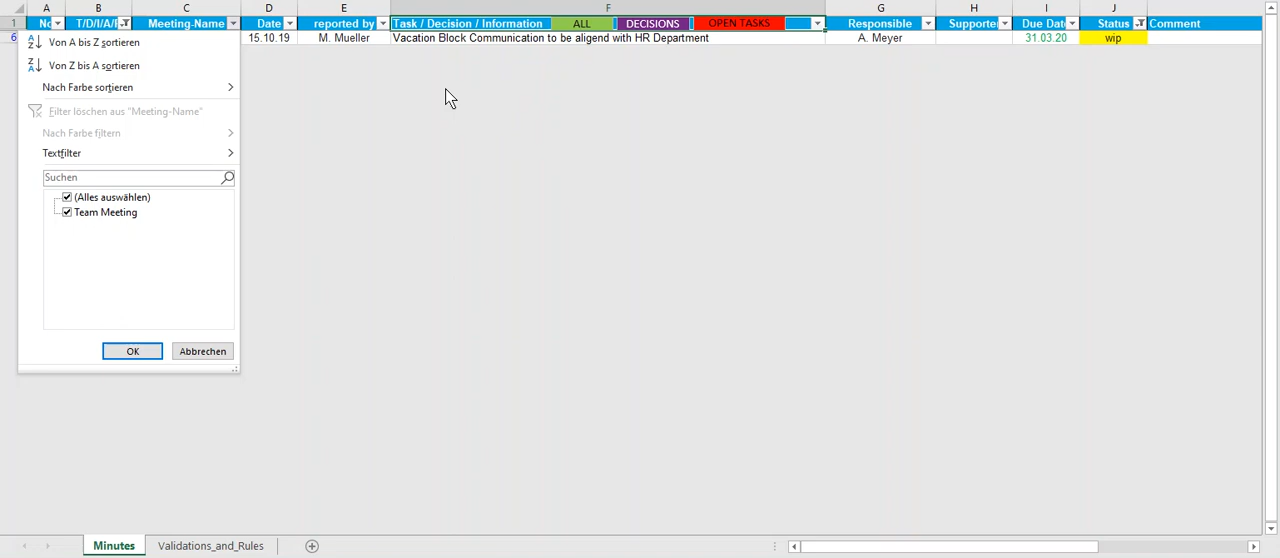 A B C D E F G H I J
1 No T/D/I/A/F Meeting-Name Date reported by Task / Decision / Information ALL DECISIONS OPEN TASKS Responsible Supporte Due Date Status Comment
6 15.10.19 M. Mueller Vacation Block Communication to be aligend with HR Department A. Meyer 31.03.20 wip
Von A bis Z sortieren
Von Z bis A sortieren
Nach Farbe sortieren
Filter löschen aus "Meeting-Name"
Nach Farbe filtern
Textfilter
Suchen
(Alles auswählen)
Team Meeting
OK Abbrechen
Minutes Validations_and_Rules